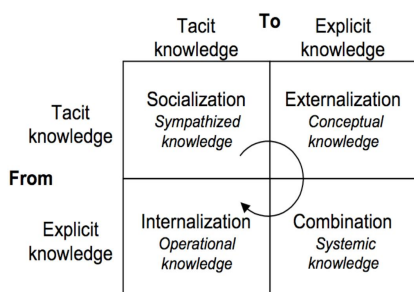 Tacit knowledge
To
Explicit knowledge
Tacit knowledge
Socialization
Sympathized knowledge
Externalization
Conceptual knowledge
From
Explicit knowledge
Internalization
Operational knowledge
Combination
Systemic knowledge